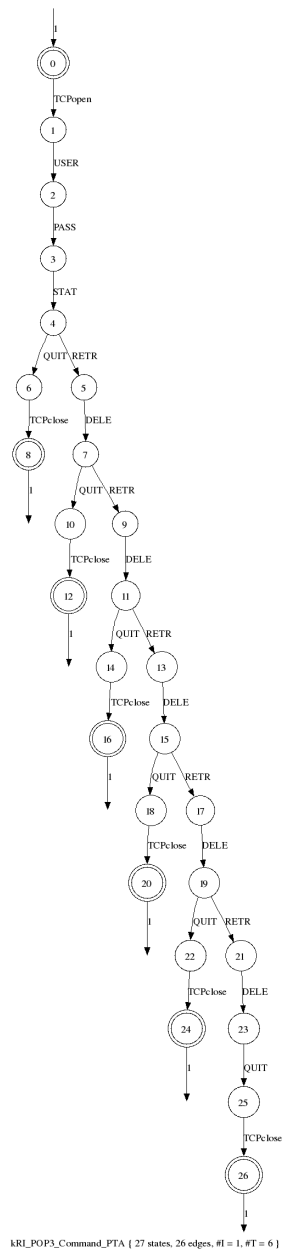 1
0
TCPopen
1
USER
2
PASS
3
STAT
4
QUIT RETR
6 5
TCPclose DELE
8 7
1 QUIT RETR
10 9
TCPclose DELE
12 11
1 QUIT RETR
14 13
TCPclose DELE
16 15
1 QUIT RETR
18 17
TCPclose DELE
20 19
1 QUIT RETR
22 21
TCPclose DELE
24 23
1 QUIT
25
TCPclose
26
1
kRI_POP3_Command_PTA { 27 states, 26 edges, #I = 1, #T = 6 }